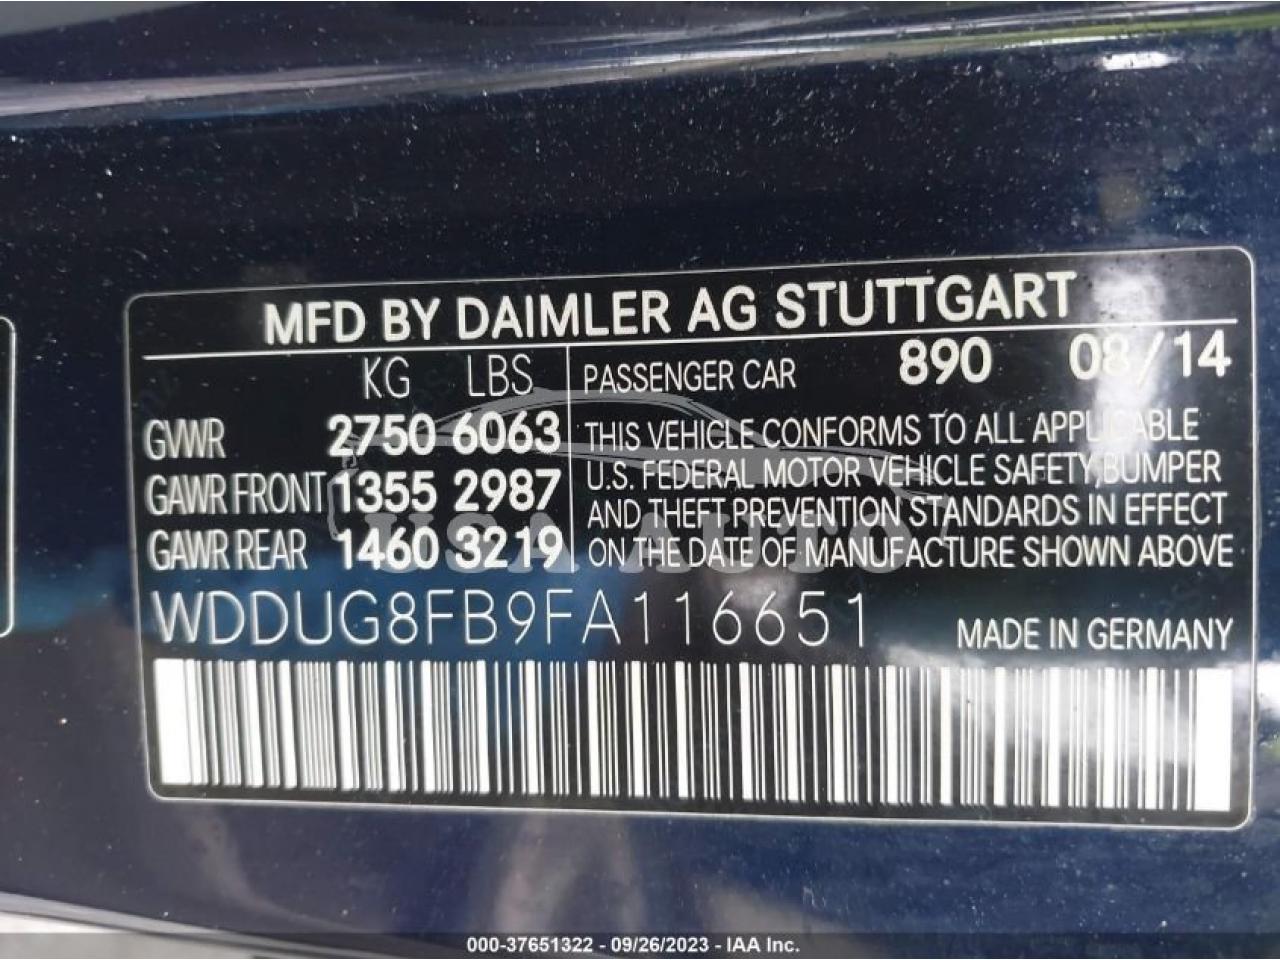 MFD BY DAIMLER AG STUTTGART
KG LBS PASSENGER CAR 890 08/14
GVWR 2750 6063 THIS VEHICLE CONFORMS TO ALL APPLICABLE
U.S. FEDERAL MOTOR VEHICLE SAFETY, BUMPER
GAWR FRONT 1355 2987 AND THEFT PREVENTION STANDARDS IN EFFECT
GAWR REAR 1460 3219 ON THE DATE OF MANUFACTURE SHOWN ABOVE
USA AUTO
WDDUG8FB9FA116651 MADE IN GERMANY
000-37651322 - 09/26/2023 - IAA Inc.